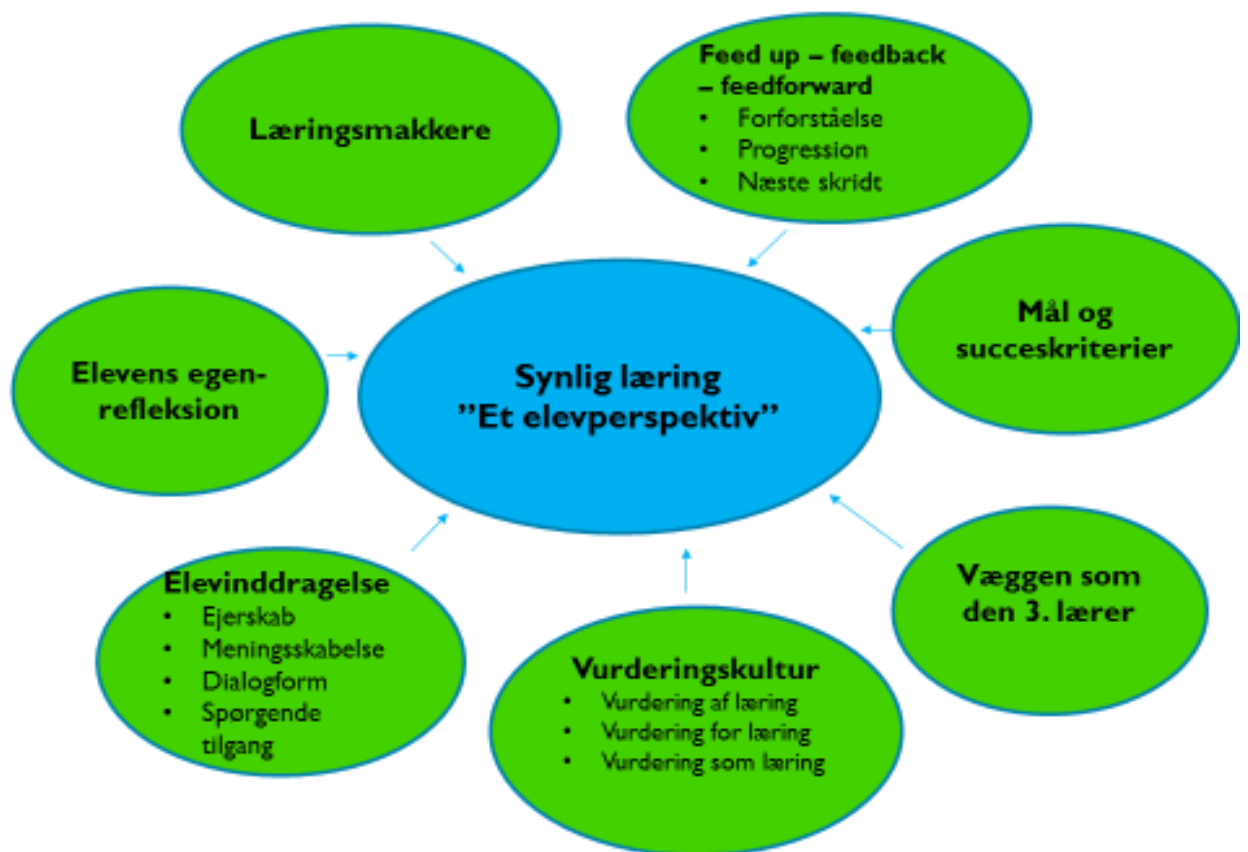 Læringsmakkere
Feed up – feedback
– feedforward
• Forforståelse
• Progression
• Næste skridt
Mål og
succeskriterier
Elevens egen-
refleksion
Synlig læring
”Et elevperspektiv”
Væggen som
den 3. lærer
Elevinddragelse
• Ejerskab
• Meningsskabelse
• Dialogform
• Spørgende
tilgang
Vurderingskultur
• Vurdering af læring
• Vurdering for læring
• Vurdering som læring